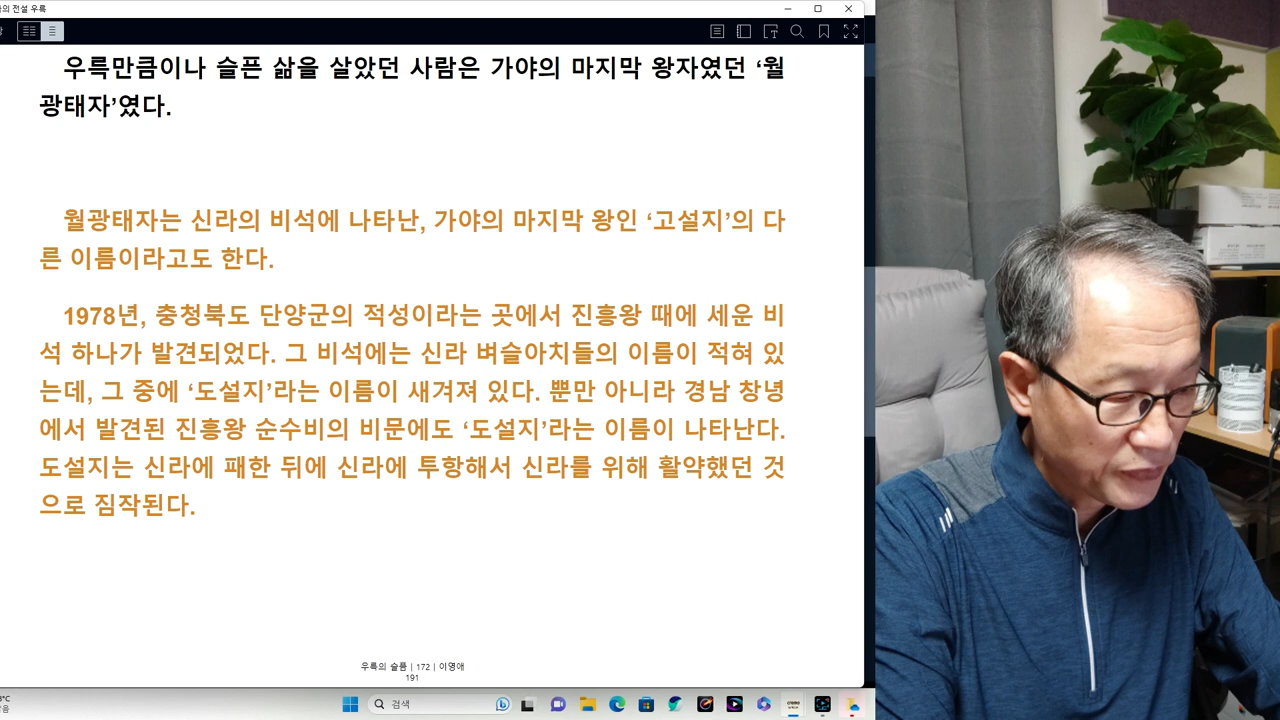 의 전설 우륵
우륵만큼이나 슬픈 삶을 살았던 사람은 가야의 마지막 왕자였던 ‘월
광태자’였다.
월광태자는 신라의 비석에 나타난, 가야의 마지막 왕인 ‘고설지’의 다
른 이름이라고도 한다.
1978년, 충청북도 단양군의 적성이라는 곳에서 진흥왕 때에 세운 비
석 하나가 발견되었다. 그 비석에는 신라 벼슬아치들의 이름이 적혀 있
는데, 그 중에 ‘도설지’라는 이름이 새겨져 있다. 뿐만 아니라 경남 창녕
에서 발견된 진흥왕 순수비의 비문에도 ‘도설지’라는 이름이 나타난다.
도설지는 신라에 패한 뒤에 신라에 투항해서 신라를 위해 활약했던 것
으로 짐작된다.
우륵의 슬픔 | 172 | 이영애
191
검색